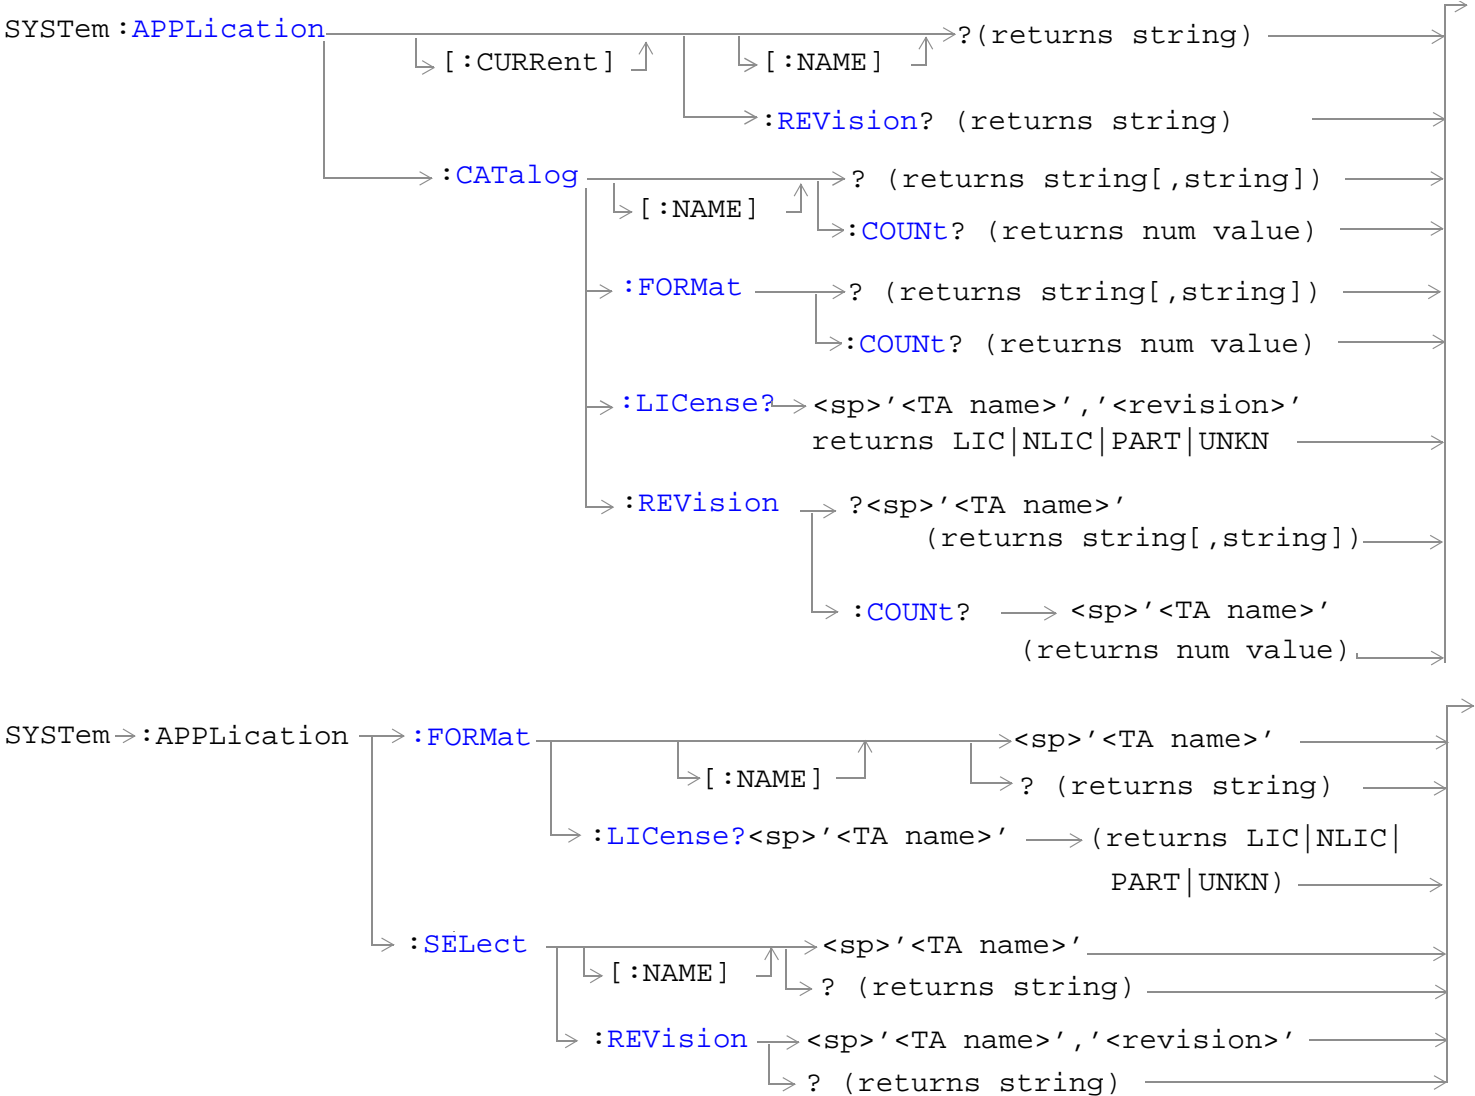 SYSTem :APPLication ?(returns string)
[:CURRent] [:NAME]
:REVision? (returns string)
:CATalog ? (returns string[,string])
[:NAME]
:COUNt? (returns num value)
:FORMat ? (returns string[,string])
:COUNt? (returns num value)
:LICense? <sp>’<TA name>’,’<revision>’
returns LIC|NLIC|PART|UNKN
:REVision ?<sp>’<TA name>’
(returns string[,string])
:COUNt? <sp>’<TA name>’
(returns num value)
SYSTem :APPLication :FORMat <sp>’<TA name>’
[:NAME] ? (returns string)
:LICense?<sp>’<TA name>’ (returns LIC|NLIC|
PART|UNKN)
:SELect <sp>’<TA name>’
[:NAME] ? (returns string)
:REVision <sp>’<TA name>’,’<revision>’
? (returns string)